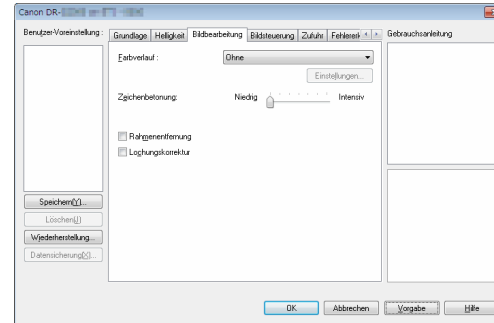 Canon DR-
Benutzer-Voreinstellung :
Grundlage Helligkeit Bildbearbeitung Bildsteuerung Zufuhr
Gebrauchsanleitung
Farbverlauf :
Ohne
Einstellungen...
Zeichenbetonung:
Niedrig
Intensiv
Rahmenentfernung
Lochungskorrektur
Speichern(Y)...
Löschen(J)
Wiederherstellung...
Datensicherung(X)...
OK
Abbrechen
Vorgabe
Hilfe